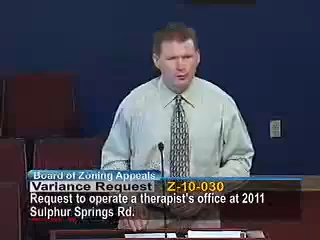 Board of Zoning Appeals
Variance Request Z-10-030
Request to operate a therapist's office at 2011
Sulphur Springs Rd.